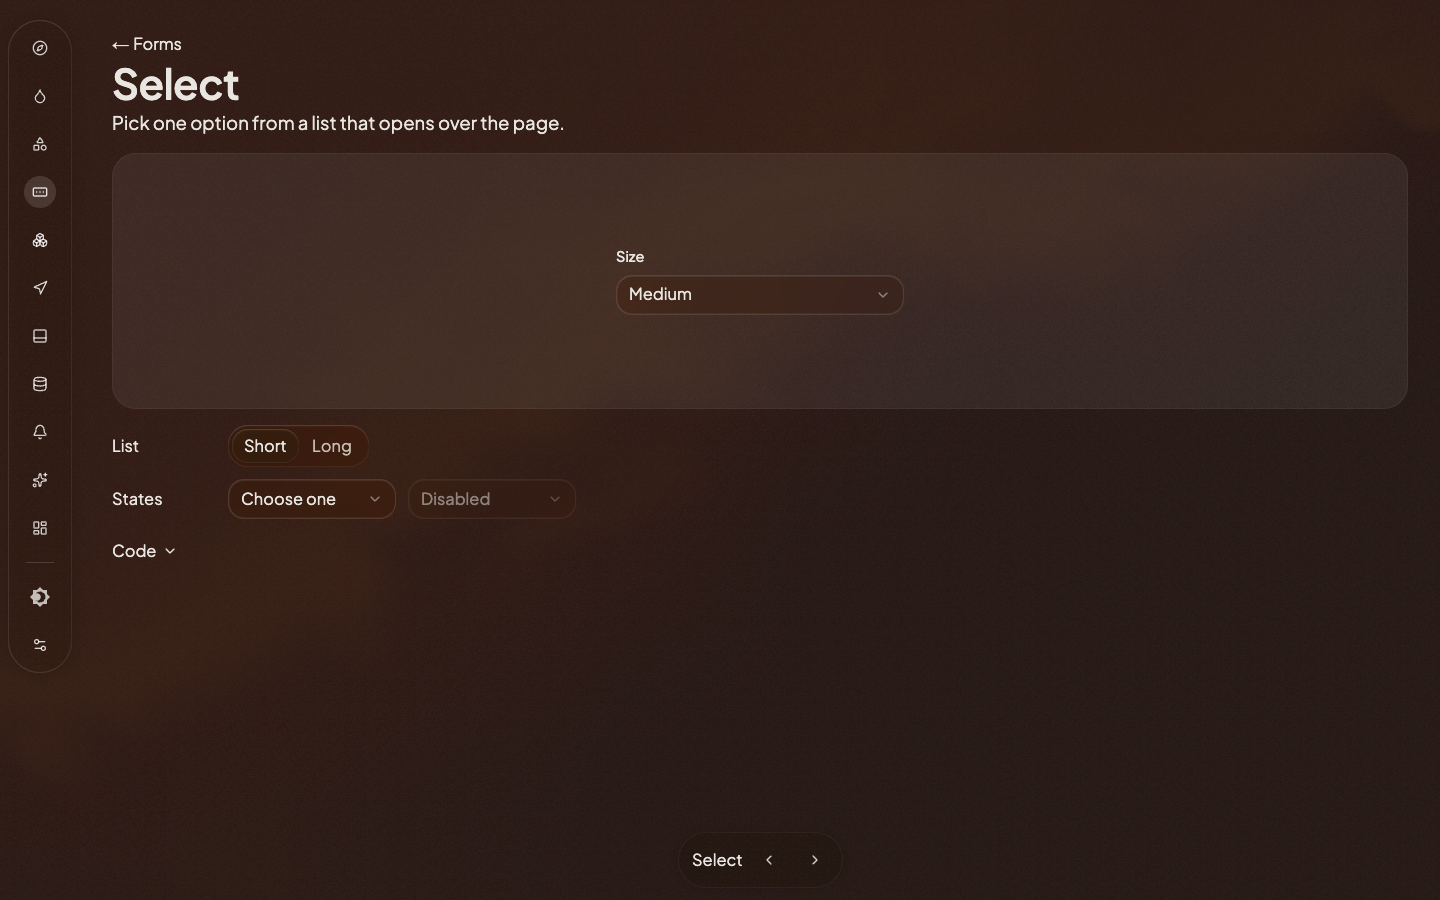 ← Forms
Select
Pick one option from a list that opens over the page.
Size
Medium
List
Short
Long
States
Choose one
Disabled
Code
Select